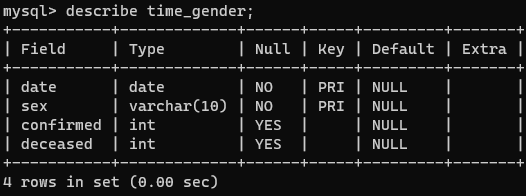 mysql> describe time_gender;
+-----------+-------------+------+-----+---------+-------+
| Field     | Type        | Null | Key | Default | Extra |
+-----------+-------------+------+-----+---------+-------+
| date      | date        | NO   | PRI | NULL    |       |
| sex       | varchar(10) | NO   | PRI | NULL    |       |
| confirmed | int         | YES  |     | NULL    |       |
| deceased  | int         | YES  |     | NULL    |       |
+-----------+-------------+------+-----+---------+-------+
4 rows in set (0.00 sec)